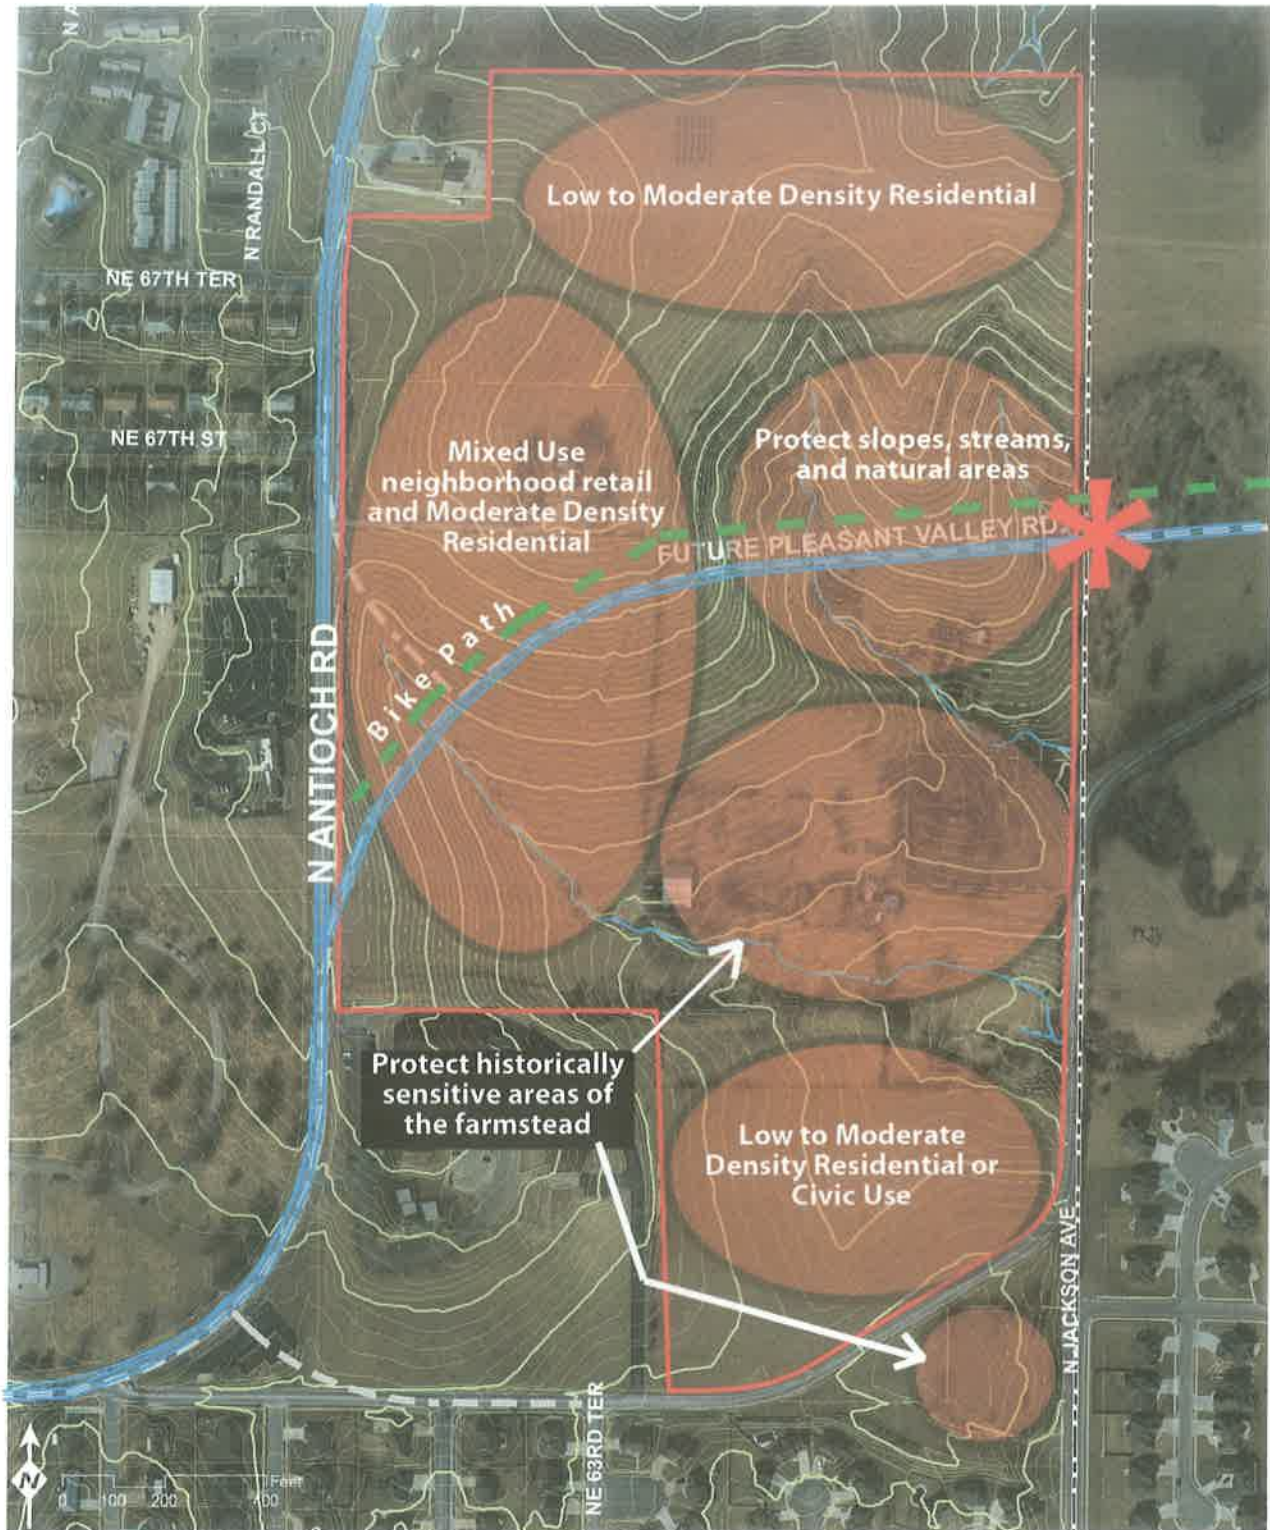 N A
N RANDALL CT
Low to Moderate Density Residential
NE 67TH TER
NE 67TH ST
Mixed Use
neighborhood retail
and Moderate Density
Residential
Protect slopes, streams,
and natural areas
FUTURE PLEASANT VALLEY RD
Bike Path
N ANTIOCH RD
Protect historically
sensitive areas of
the farmstead
Low to Moderate
Density Residential or
Civic Use
N JACKSON AVE
NE 63RD TER
N
Feet
0 100 200 400